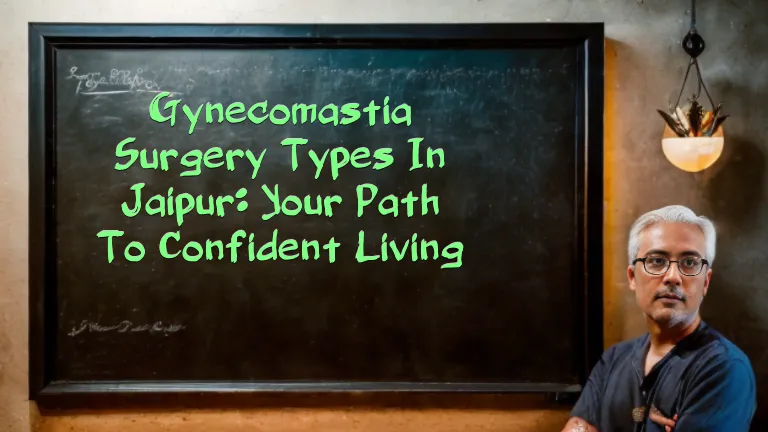 Gynecomastia
Surgery Types In
Jaipur: Your Path
To Confident Living